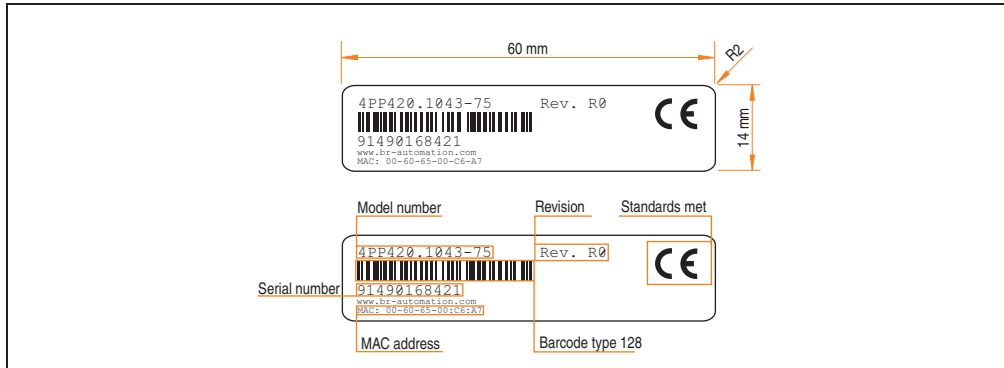 60 mm
R2
4PP420.1043-75 Rev. R0
CE
14 mm
91490168421
www.br-automation.com
MAC: 00-60-65-00-C6-A7
Model number Revision Standards met
4PP420.1043-75 Rev. R0
CE
Serial number 91490168421
www.br-automation.com
MAC: 00-60-65-00:C6:A7
MAC address Barcode type 128